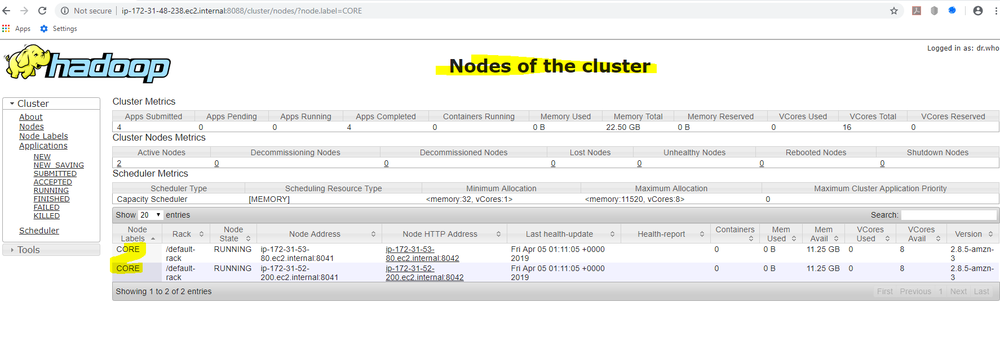 Not secure ip-172-31-48-238.ec2.internal:8088/cluster/nodes/?node.label=CORE
Apps Settings
Logged in as: dr.who
hadoop
Nodes of the cluster
Cluster
About
Nodes
Node Labels
Applications
NEW
NEW_SAVING
SUBMITTED
ACCEPTED
RUNNING
FINISHED
FAILED
KILLED
Scheduler
Tools
Cluster Metrics
Apps Submitted Apps Pending Apps Running Apps Completed Containers Running Memory Used Memory Total Memory Reserved VCores Used VCores Total VCores Reserved
4 0 0 4 0 0 B 22.50 GB 0 B 0 16 0
Cluster Nodes Metrics
Active Nodes Decommissioning Nodes Decommissioned Nodes Lost Nodes Unhealthy Nodes Rebooted Nodes Shutdown Nodes
2 0 0 0 0 0 0
Scheduler Metrics
Scheduler Type Scheduling Resource Type Minimum Allocation Maximum Allocation Maximum Cluster Application Priority
Capacity Scheduler [MEMORY] <memory:32, vCores:1> <memory:11520, vCores:8> 0
Show 20 entries Search:
Node Node Containers Mem Mem VCores VCores
Labels Rack State Node Address Node HTTP Address Last health-update Health-report Used Avail Used Avail Version
CORE /default- RUNNING ip-172-31-53- ip-172-31-53- Fri Apr 05 01:11:05 +0000 0 0 B 11.25 GB 0 8 2.8.5-amzn-
rack 80.ec2.internal:8041 80.ec2.internal:8042 2019 3
CORE /default- RUNNING ip-172-31-52- ip-172-31-52- Fri Apr 05 01:11:05 +0000 0 0 B 11.25 GB 0 8 2.8.5-amzn-
rack 200.ec2.internal:8041 200.ec2.internal:8042 2019 3
Showing 1 to 2 of 2 entries First Previous 1 Next Last